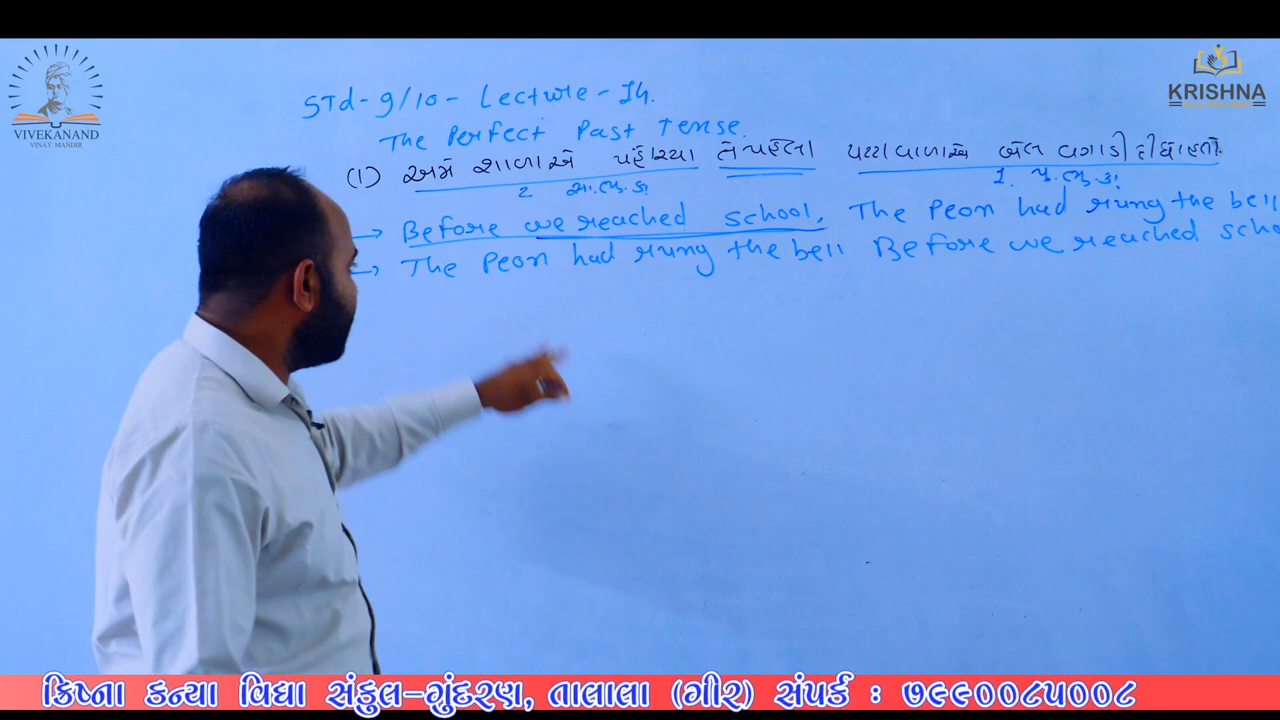 VIVEKANAND
VINAY MANDIR
KRISHNA
STd - 9/10 - Lecture - 14.
The Perfect Past Tense.
(1) અમે શાળાએ પહોંચ્યા તે પહેલા પટ્ટાવાળાએ બેલ વગાડી દીધો હતો.
2 સા.ભૂ.કા
1. પૂ.ભૂ.કા
→ Before we reached school, The Peon had rung the bell
→ The Peon had rung the bell Before we reached scho
ક્રિષ્ના કન્યા વિદ્યા સંકુલ-ગુંદરણ, તાલાલા (ગીર) સંપર્ક : ૭૯૯૦૦૮૫૦૦૮